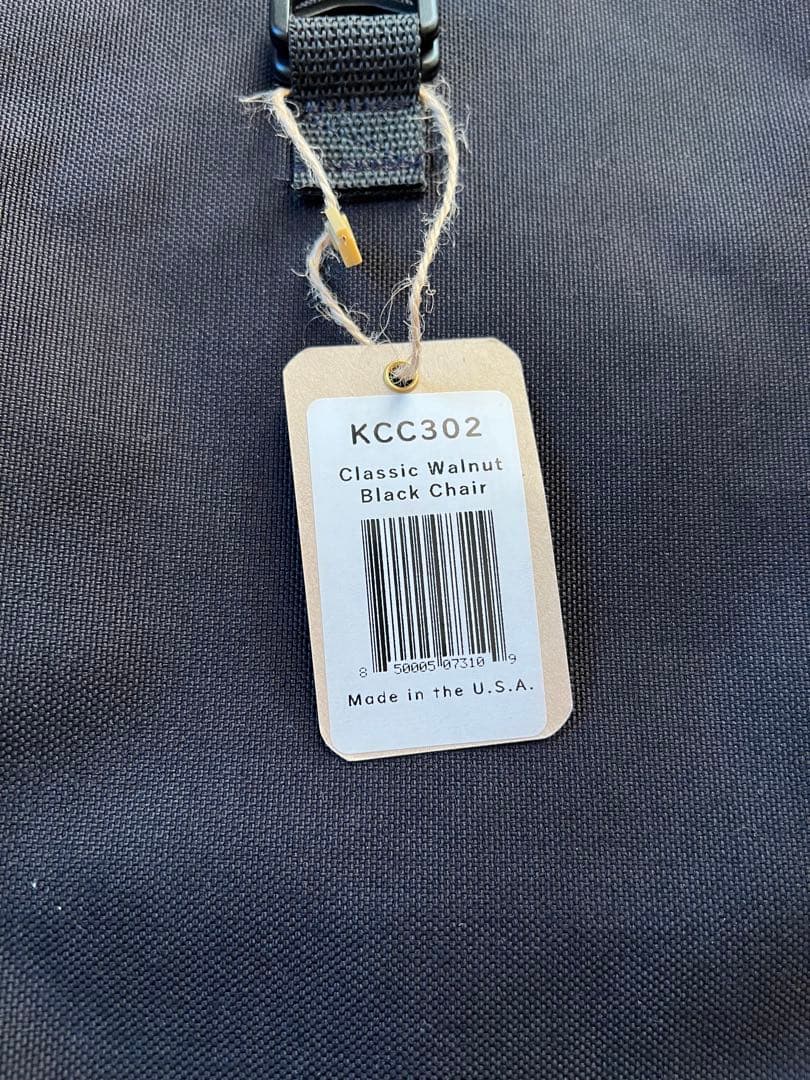 KCC302
Classic Walnut
Black Chair
8 50005 07310 9
Made in the U.S.A.